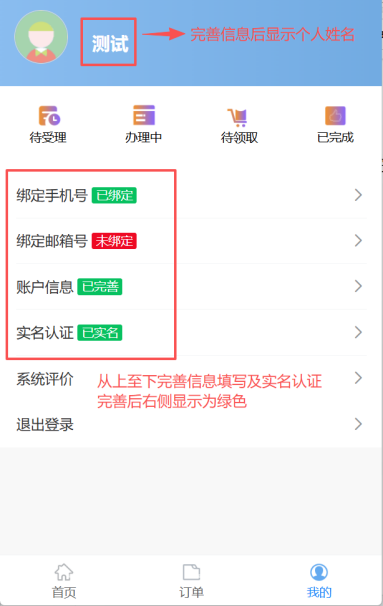 测试
完善信息后显示个人姓名
待受理 办理中 待领取 已完成
绑定手机号 已绑定
绑定邮箱号 未绑定
账户信息 已完善
实名认证 已实名
系统评价
从上至下完善信息填写及实名认证
完善后右侧显示为绿色
退出登录
首页 订单 我的